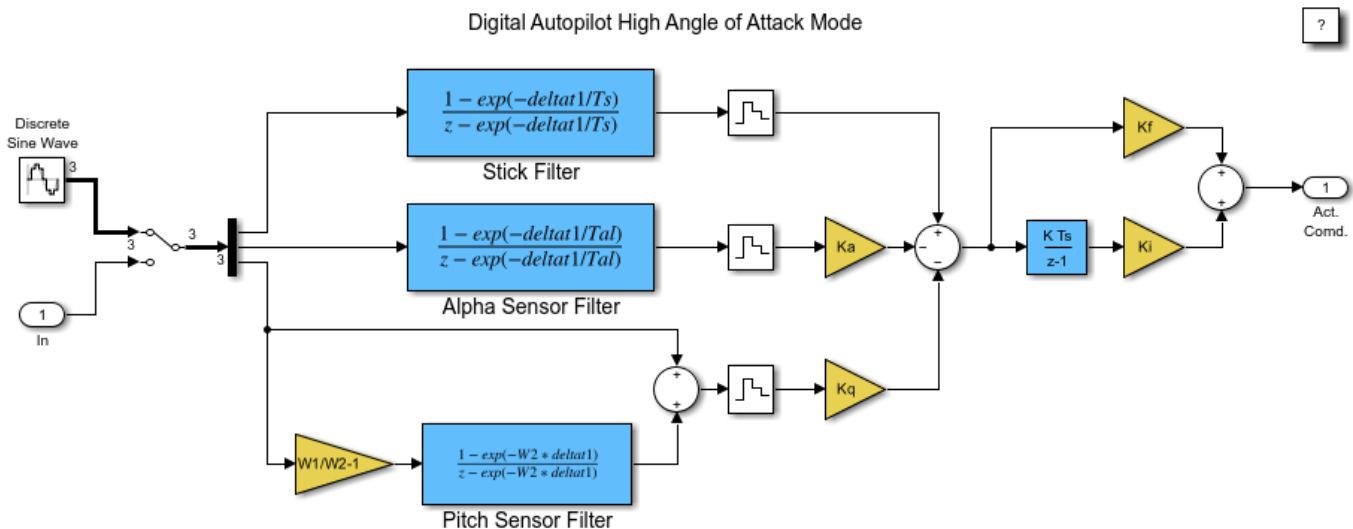 Digital Autopilot High Angle of Attack Mode
?
Discrete
Sine Wave
3
3
3
3
1
In
1 − exp(−deltat1/Ts)
z − exp(−deltat1/Ts)
Stick Filter
1 − exp(−deltat1/Tal)
z − exp(−deltat1/Tal)
Alpha Sensor Filter
W1/W2-1
1 − exp(−W2 * deltat1)
z − exp(−W2 * deltat1)
Pitch Sensor Filter
+
+
Ka
Kq
+
−
−
K Ts
z-1
Kf
Ki
+
+
1
Act.
Comd.